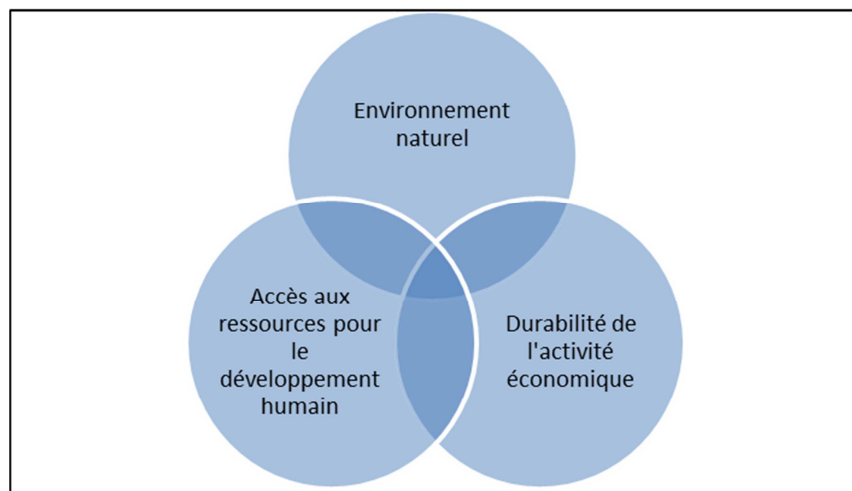 Environnement
naturel
Accès aux
ressources pour
le
développement
humain
Durabilité de
l'activité
économique